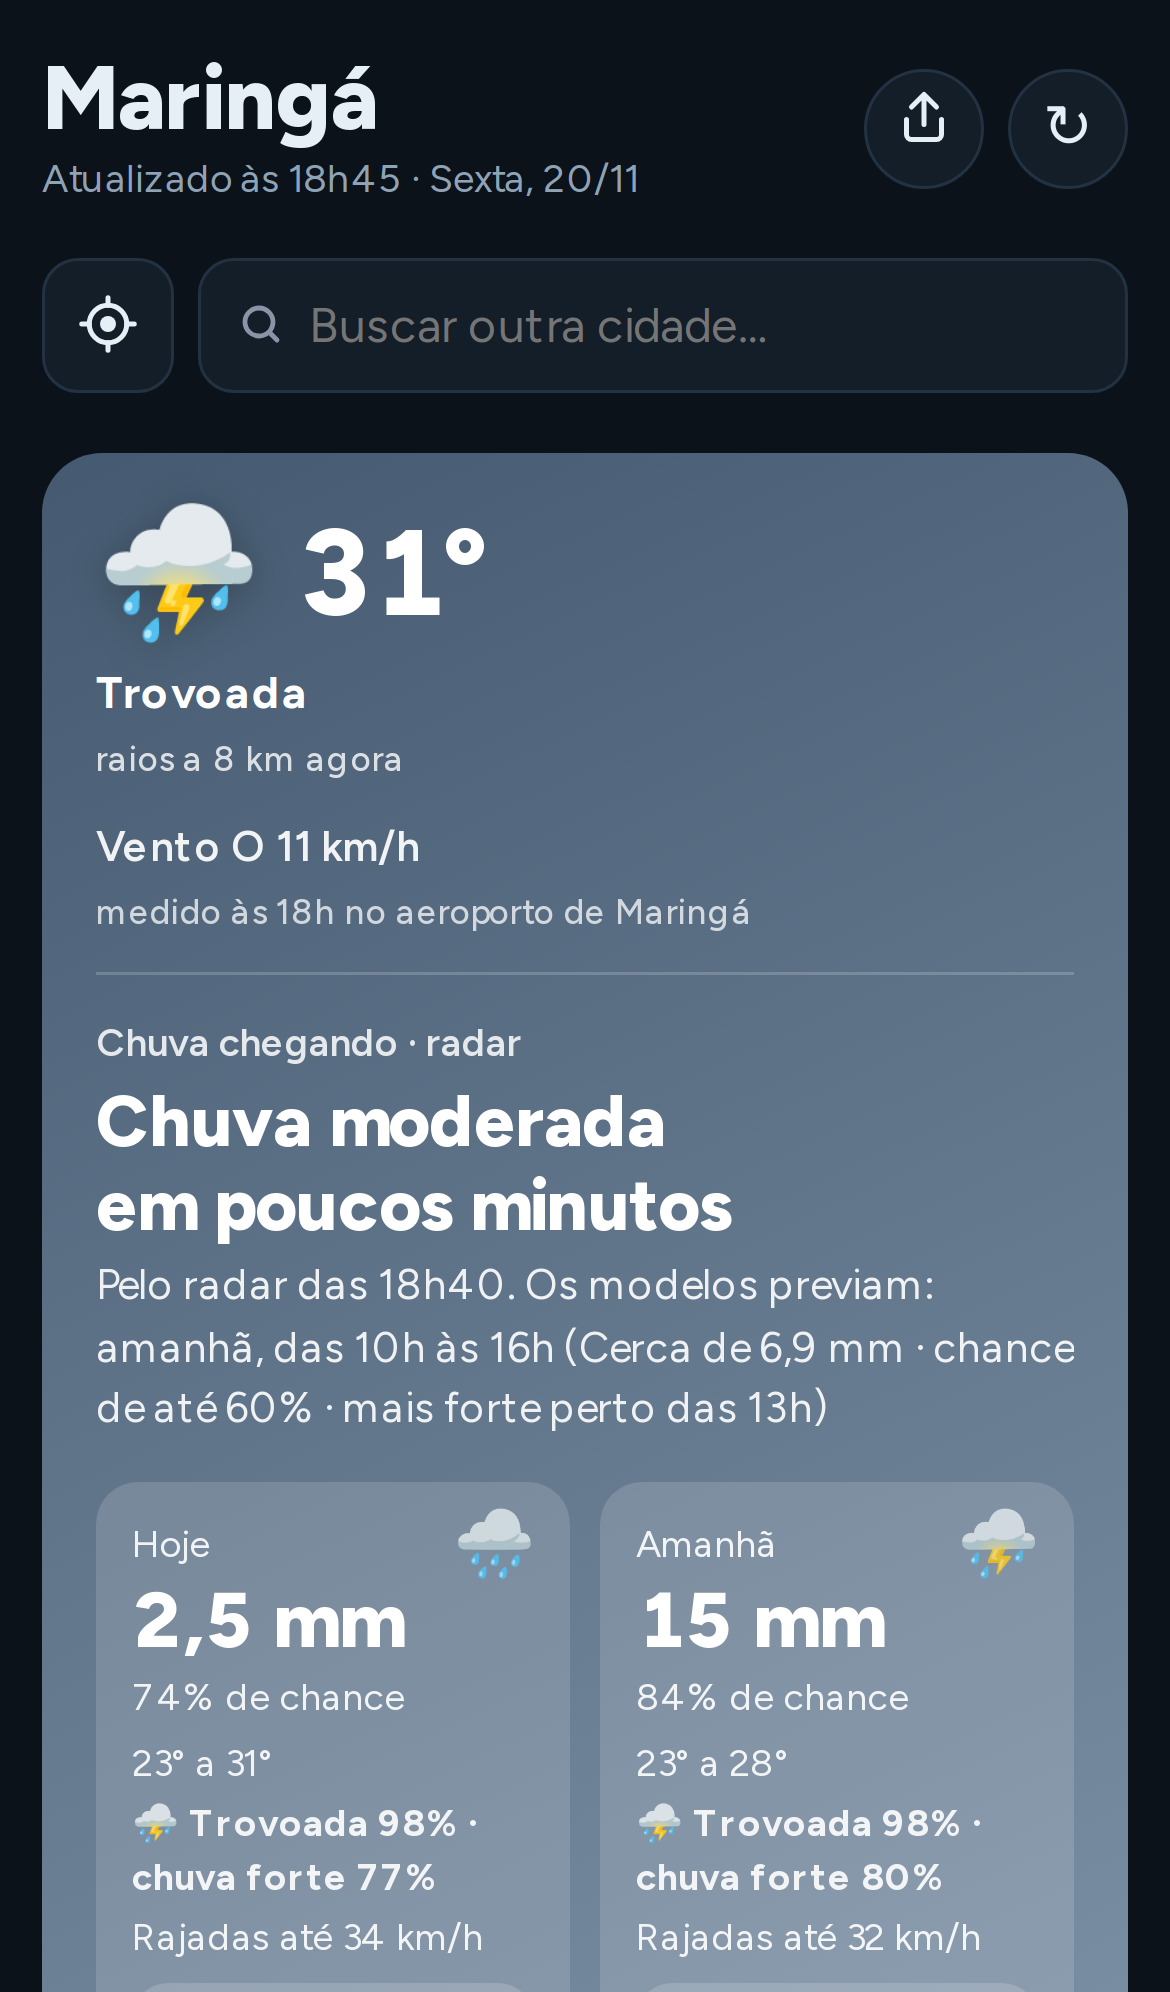 Maringá
Atualizado às 18h45 · Sexta, 20/11
Buscar outra cidade...
31°
Trovoada
raios a 8 km agora
Vento O 11 km/h
medido às 18h no aeroporto de Maringá
Chuva chegando · radar
Chuva moderada
em poucos minutos
Pelo radar das 18h40. Os modelos previam:
amanhã, das 10h às 16h (Cerca de 6,9 mm · chance
de até 60% · mais forte perto das 13h)
Hoje
2,5 mm
74% de chance
23° a 31°
Trovoada 98% ·
chuva forte 77%
Rajadas até 34 km/h
Amanhã
15 mm
84% de chance
23° a 28°
Trovoada 98% ·
chuva forte 80%
Rajadas até 32 km/h